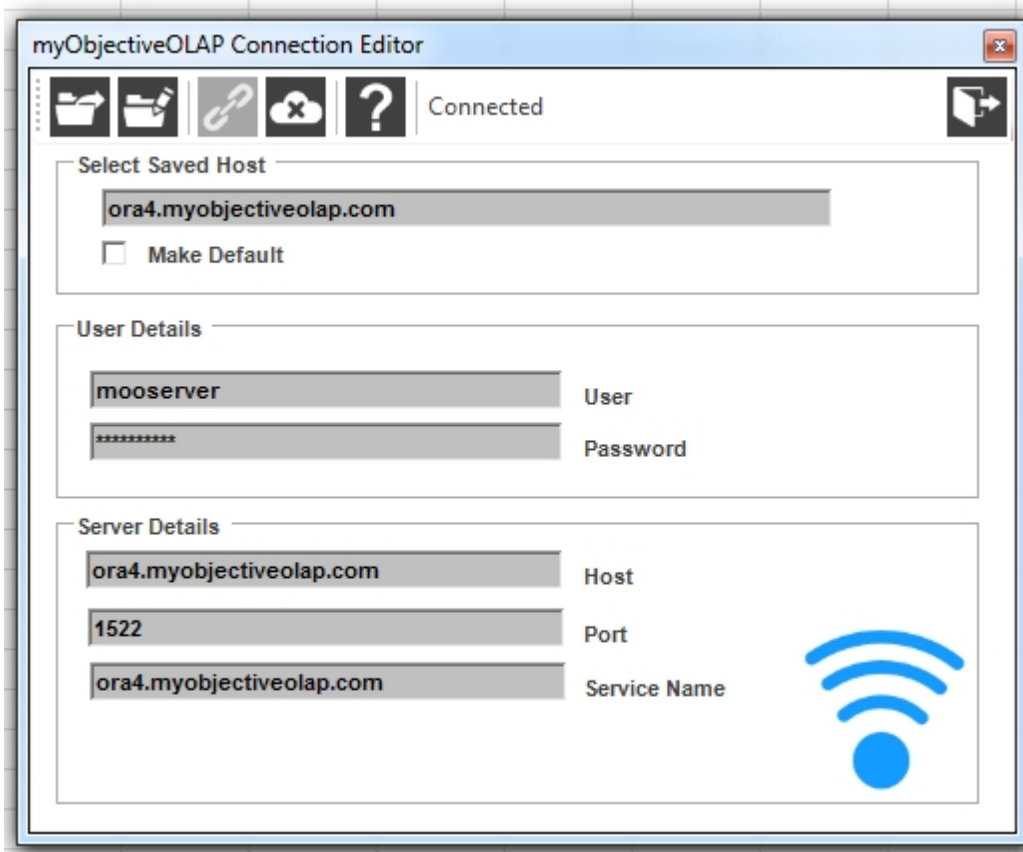 myObjectiveOLAP Connection Editor
Connected
Select Saved Host
ora4.myobjectiveolap.com
Make Default
User Details
mooserver User
********** Password
Server Details
ora4.myobjectiveolap.com Host
1522 Port
ora4.myobjectiveolap.com Service Name